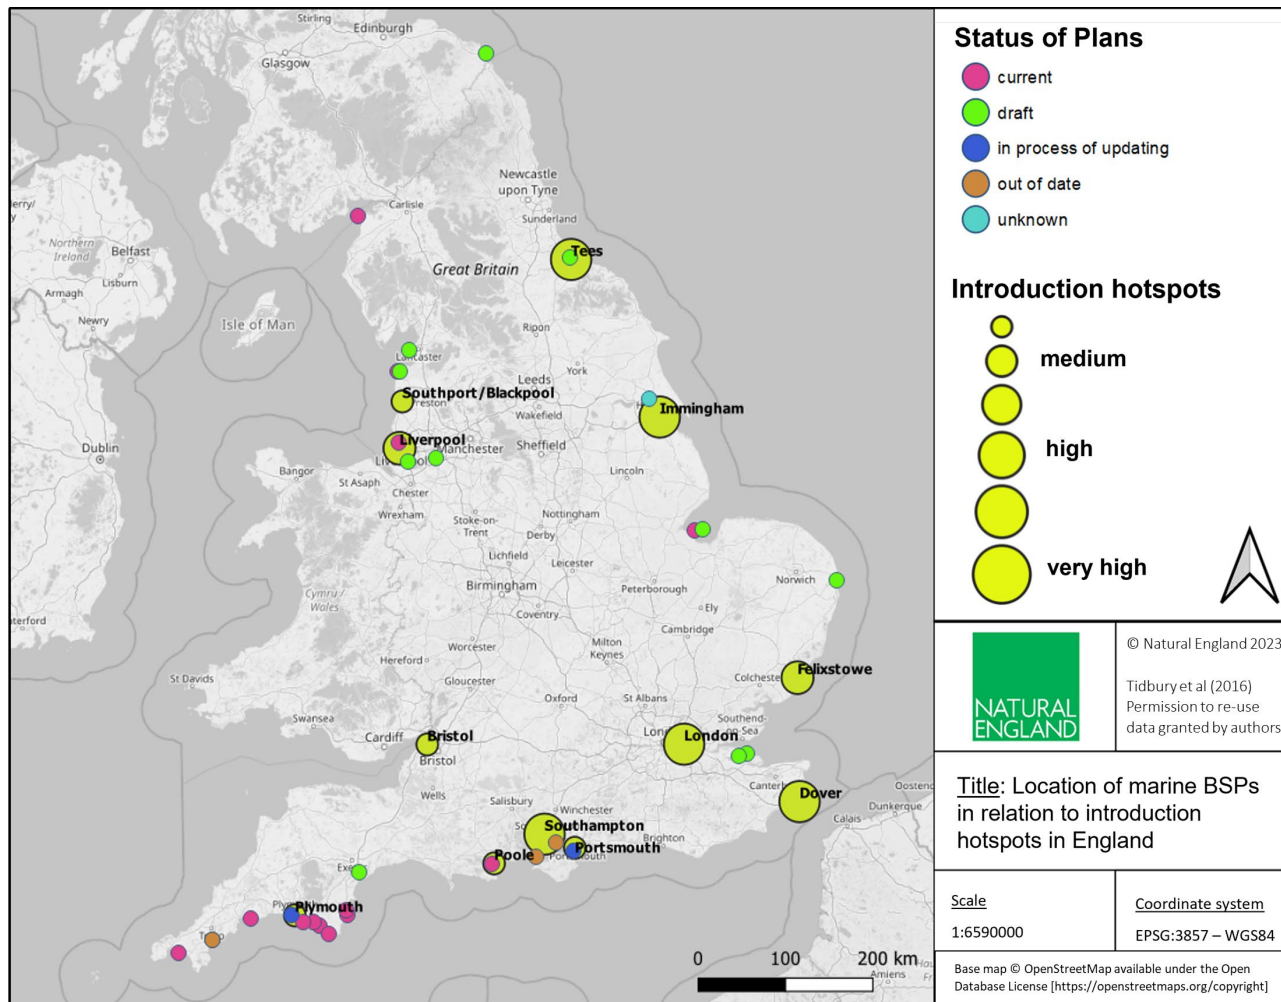 Stirling
Edinburgh
Glasgow
Newcastle
upon Tyne
Carlisle
Sunderland
Northern
Ireland
Belfast
Lisburn
Armagh
Newry
Tees
Great Britain
Isle of Man
Ripon
Lancaster
York
Leeds
Southport/Blackpool
Wakefield
Immingham
Liverpool
Manchester
Sheffield
Dublin
Bangor
St Asaph
Chester
Lincoln
Wrexham
Stoke-on-
Trent
Nottingham
Derby
Lichfield
Leicester
Birmingham
Peterborough
Norwich
Cymru /
Wales
Coventry
Ely
Cambridge
Milton
Keynes
Worcester
Hereford
St Davids
Gloucester
Colchester
Felixstowe
Oxford
St Albans
Swansea
Cardiff
Bristol
Bristol
London
Southend-
on-Sea
Wells
Dover
Salisbury
Winchester
Calais
Dunkerque
Southampton
Brighton
Poole
Portsmouth
Plymouth
Amiens
0 100 200 km
Status of Plans
current
draft
in process of updating
out of date
unknown
Introduction hotspots
medium
high
very high
NATURAL
ENGLAND
© Natural England 2023
Tidbury et al (2016)
Permission to re-use
data granted by authors
Title: Location of marine BSPs
in relation to introduction
hotspots in England
Scale
1:6590000
Coordinate system
EPSG:3857 – WGS84
Base map © OpenStreetMap available under the Open
Database License [https://openstreetmaps.org/copyright]